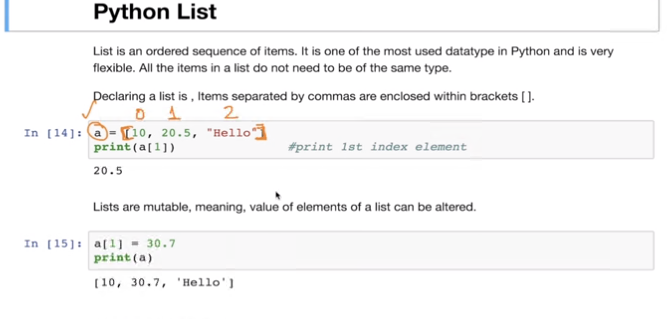 Python List
List is an ordered sequence of items. It is one of the most used datatype in Python and is very
flexible. All the items in a list do not need to be of the same type.
Declaring a list is , Items separated by commas are enclosed within brackets [ ].
0 1 2
In [14]: a = [10, 20.5, "Hello"]
print(a[1]) #print 1st index element
20.5
Lists are mutable, meaning, value of elements of a list can be altered.
In [15]: a[1] = 30.7
print(a)
[10, 30.7, 'Hello']